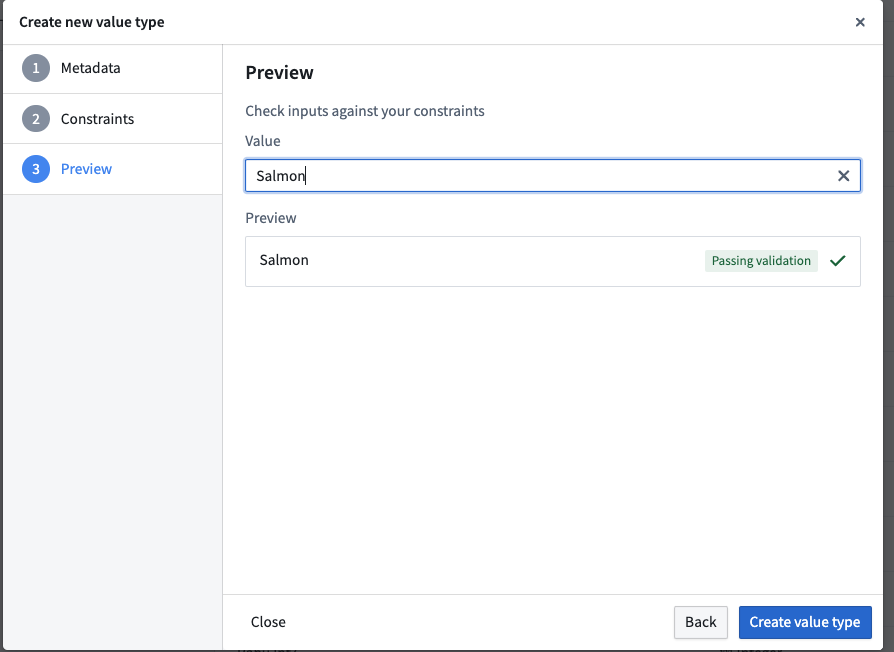 Create new value type
1 Metadata
2 Constraints
3 Preview
Preview
Check inputs against your constraints
Value
Salmon
Preview
Salmon Passing validation
Close Back Create value type